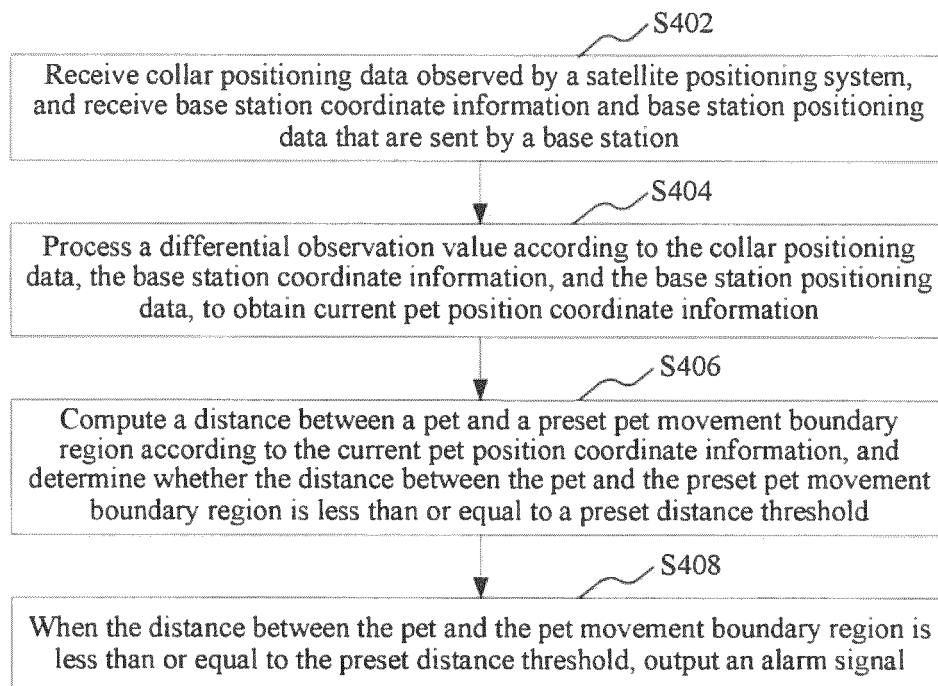 S402
Receive collar positioning data observed by a satellite positioning system,
and receive base station coordinate information and base station positioning
data that are sent by a base station
S404
Process a differential observation value according to the collar positioning
data, the base station coordinate information, and the base station positioning
data, to obtain current pet position coordinate information
S406
Compute a distance between a pet and a preset pet movement boundary
region according to the current pet position coordinate information, and
determine whether the distance between the pet and the preset pet movement
boundary region is less than or equal to a preset distance threshold
S408
When the distance between the pet and the pet movement boundary region is
less than or equal to the preset distance threshold, output an alarm signal